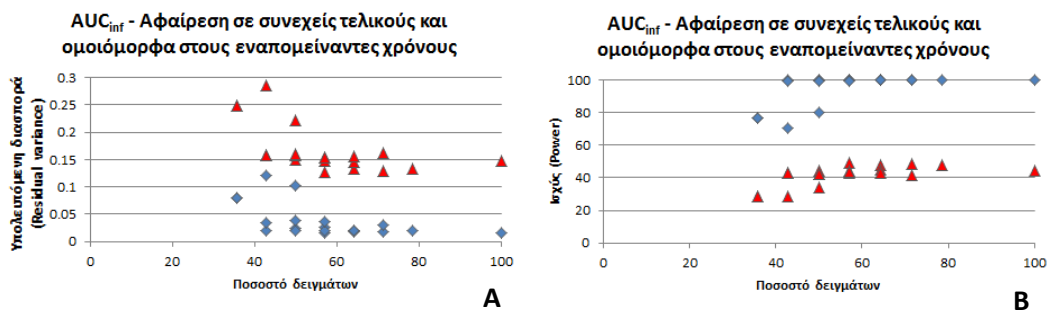 AUCinf - Αφαίρεση σε συνεχείς τελικούς και
ομοιόμορφα στους εναπομείναντες χρόνους
Υπολειπόμενη διασπορά
(Residual variance)
0.3
0.25
0.2
0.15
0.1
0.05
0
0 20 40 60 80 100
Ποσοστό δειγμάτων
A
AUCinf - Αφαίρεση σε συνεχείς τελικούς και
ομοιόμορφα στους εναπομείναντες χρόνους
Ισχύς (Power)
100
80
60
40
20
0
0 20 40 60 80 100
Ποσοστό δειγμάτων
B